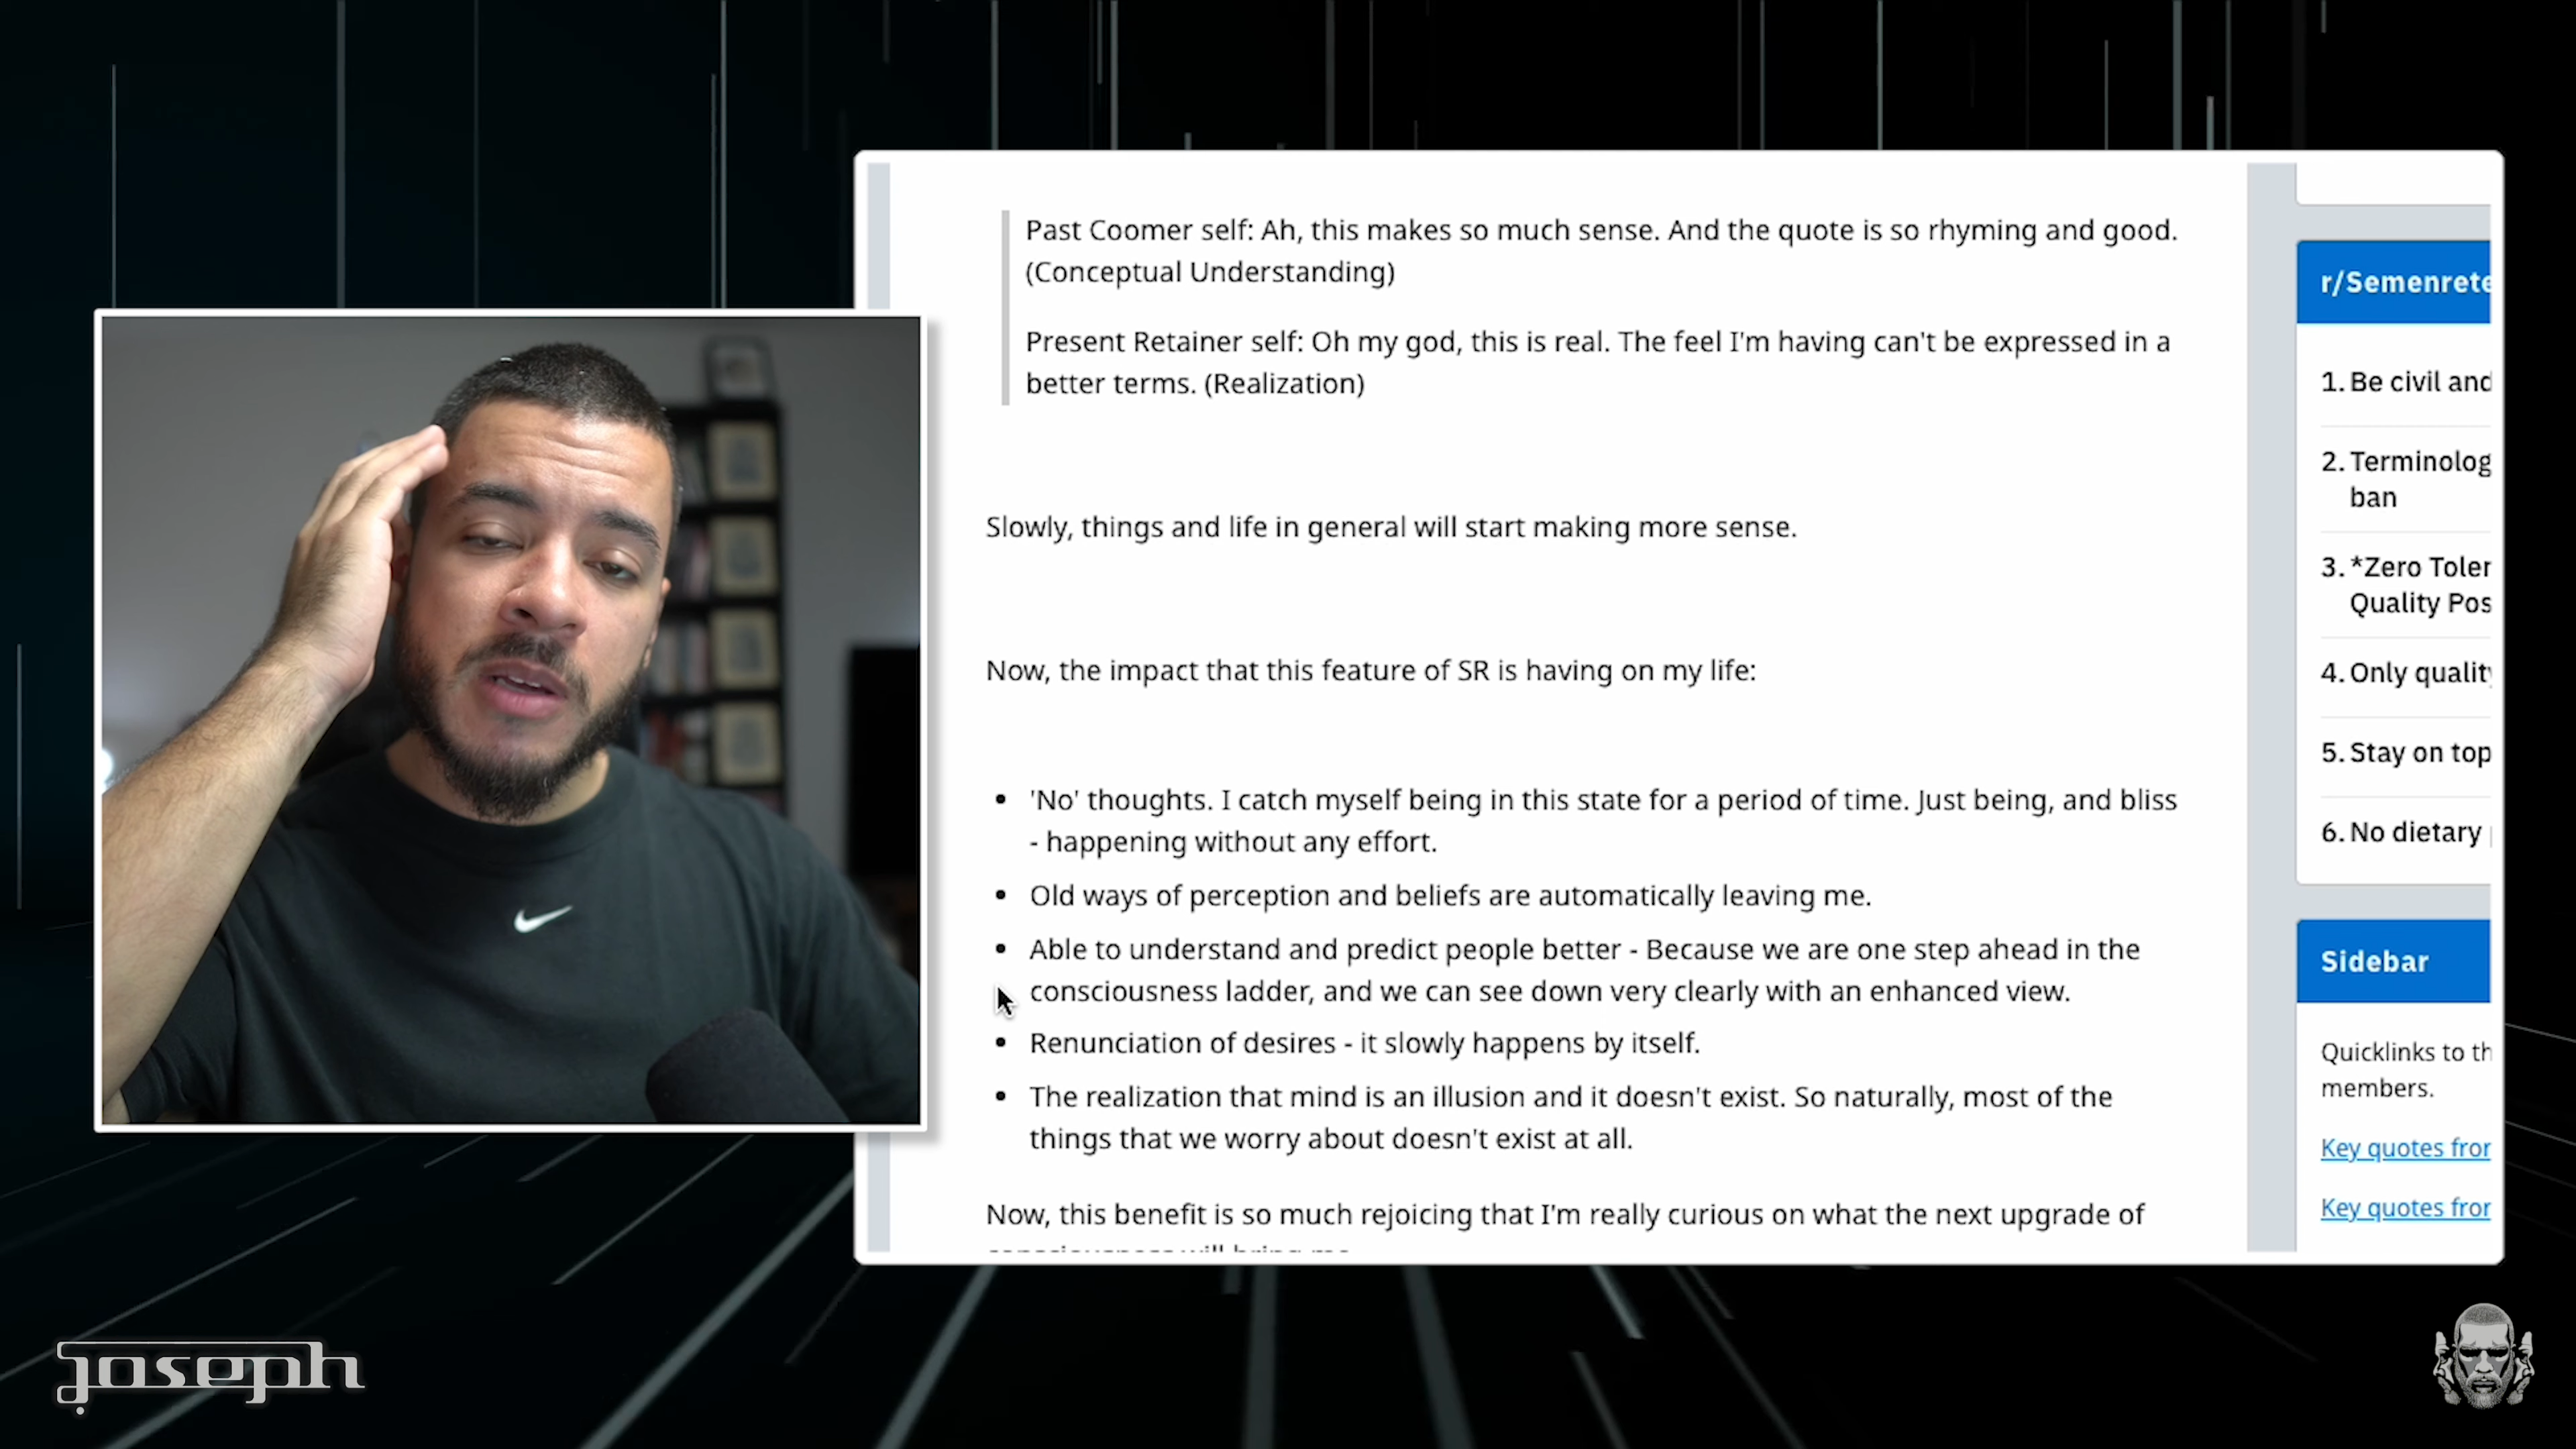 Past Coomer self: Ah, this makes so much sense. And the quote is so rhyming and good.
(Conceptual Understanding)
Present Retainer self: Oh my god, this is real. The feel I'm having can't be expressed in a
better terms. (Realization)
Slowly, things and life in general will start making more sense.
Now, the impact that this feature of SR is having on my life:
• 'No' thoughts. I catch myself being in this state for a period of time. Just being, and bliss
- happening without any effort.
• Old ways of perception and beliefs are automatically leaving me.
• Able to understand and predict people better - Because we are one step ahead in the
consciousness ladder, and we can see down very clearly with an enhanced view.
• Renunciation of desires - it slowly happens by itself.
• The realization that mind is an illusion and it doesn't exist. So naturally, most of the
things that we worry about doesn't exist at all.
Now, this benefit is so much rejoicing that I'm really curious on what the next upgrade of
r/Semenrete
1. Be civil and
2. Terminolog
ban
3. *Zero Toler
Quality Pos
4. Only quality
5. Stay on top
6. No dietary
Sidebar
Quicklinks to th
members.
Key quotes fror
Key quotes fror
joseph